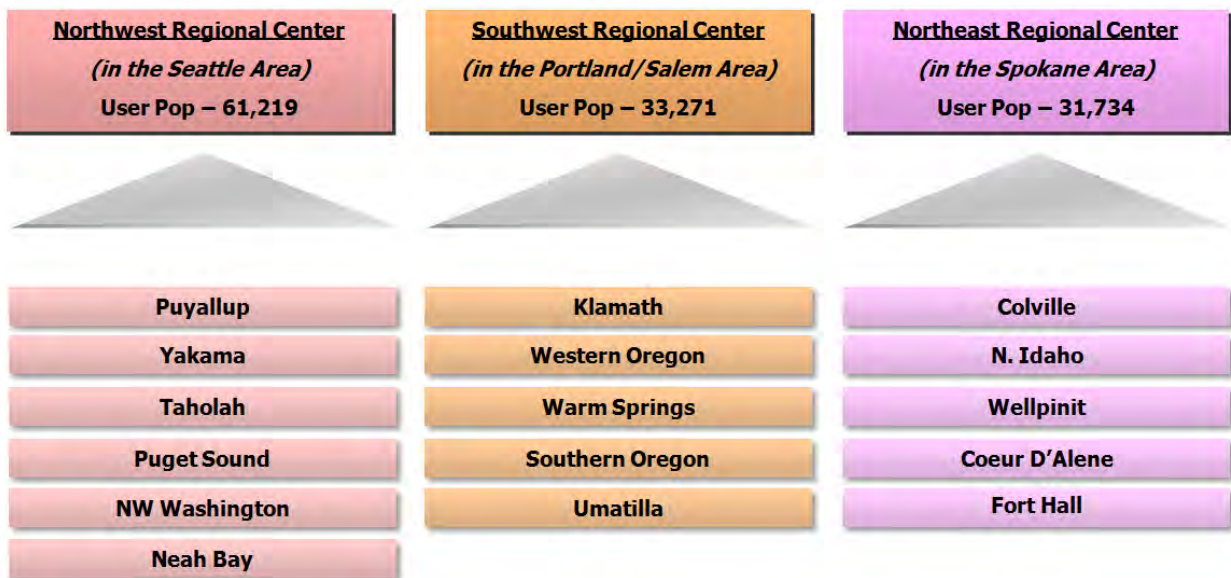 Northwest Regional Center
(in the Seattle Area)
User Pop – 61,219
Southwest Regional Center
(in the Portland/Salem Area)
User Pop – 33,271
Northeast Regional Center
(in the Spokane Area)
User Pop – 31,734
Puyallup
Yakama
Taholah
Puget Sound
NW Washington
Neah Bay
Klamath
Western Oregon
Warm Springs
Southern Oregon
Umatilla
Colville
N. Idaho
Wellpinit
Coeur D’Alene
Fort Hall